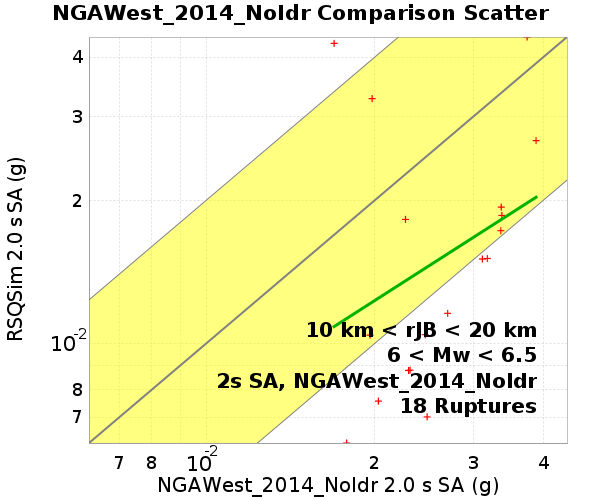 NGAWest_2014_NoIdr Comparison Scatter
4
3
2
10-2
8
7
RSQSim 2.0 s SA (g)
10 km < rJB < 20 km
6 < Mw < 6.5
2s SA, NGAWest_2014_NoIdr
18 Ruptures
7 8 10-2 2 3 4
NGAWest_2014_NoIdr 2.0 s SA (g)